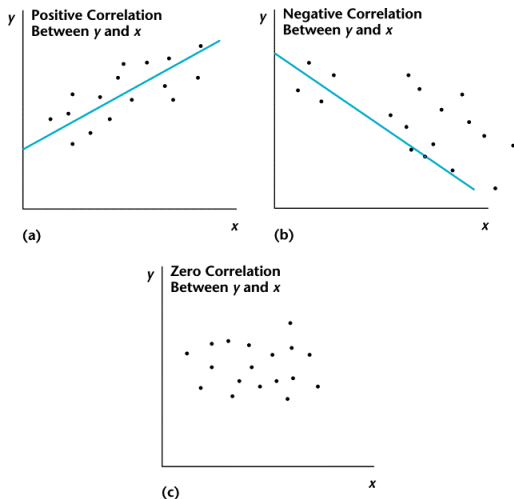 y
Positive Correlation
Between y and x
x
(a)
y
Negative Correlation
Between y and x
x
(b)
y
Zero Correlation
Between y and x
x
(c)